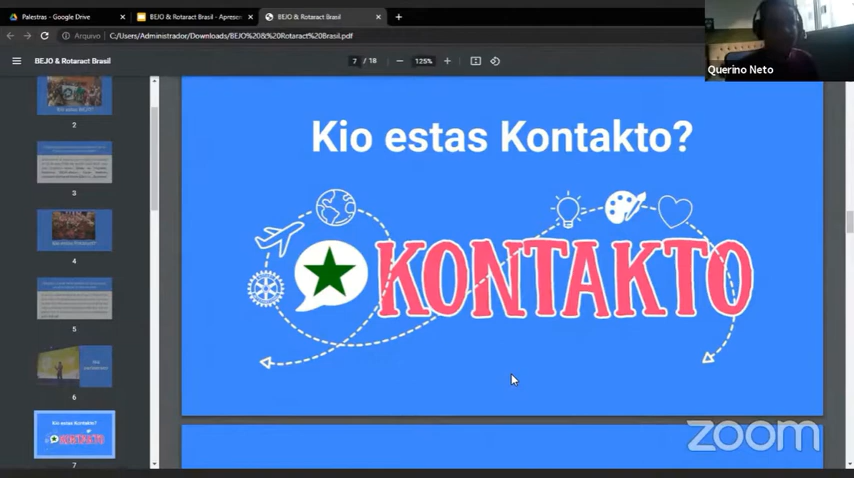 Palestras - Google Drive
BEJO & Rotaract Brasil - Aprese
BEJO & Rotaract Brasil
Arquivo
C:/Users/Administrador/Downloads/BEJO%20&%20Rotaract%20Brasil.pdf
BEJO & Rotaract Brasil
7 / 18
125%
Querino Neto
2
3
4
5
6
Kio estas Kontakto?
KONTAKTO
7
Kio estas Kontakto?
KONTAKTO
zoom